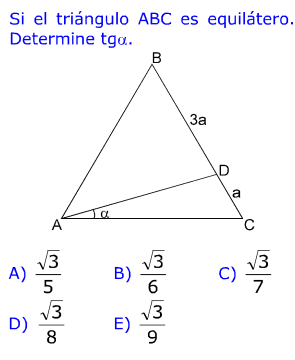 Si el triángulo ABC es equilátero.
Determine tgα.
B
3a
D
a
A
α
C
A) √3/5 B) √3/6 C) √3/7
D) √3/8 E) √3/9